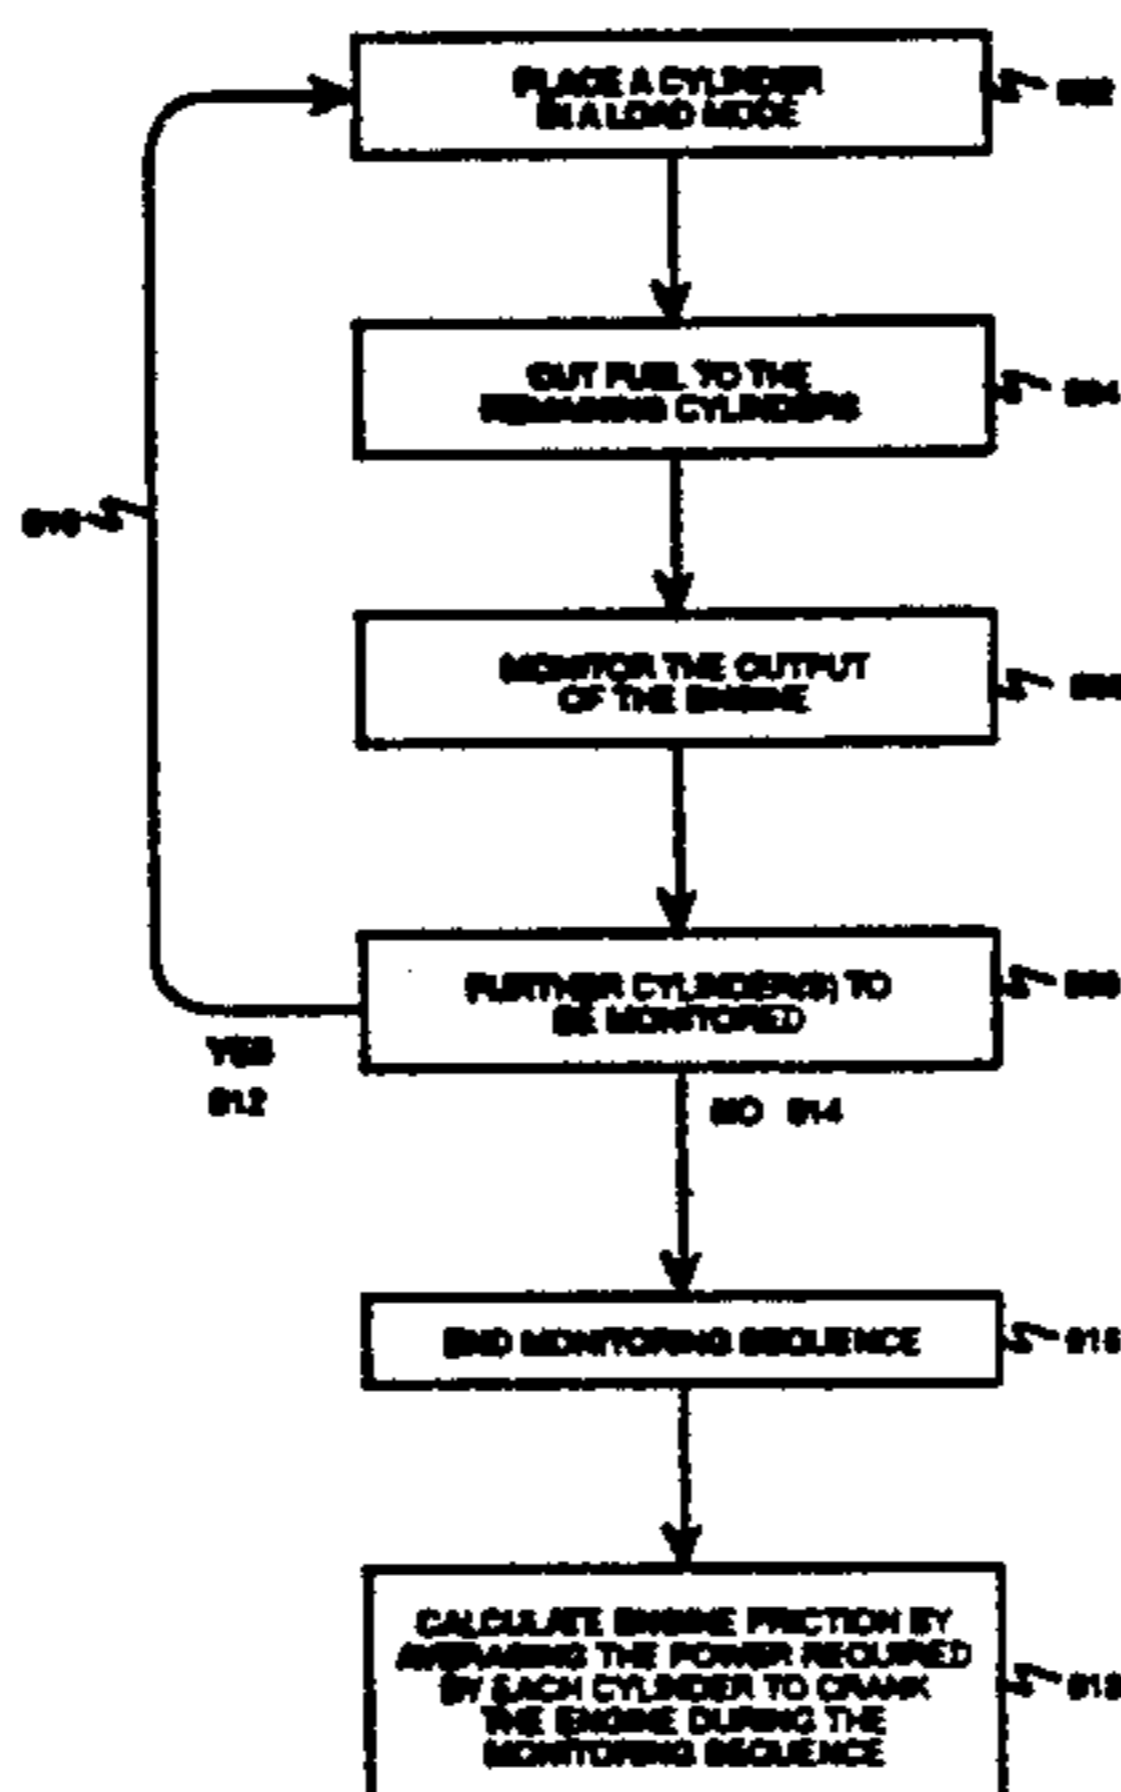 PLACE A CYLINDER
IN A LOAD MODE
CUT FUEL TO THE
REMAINING CYLINDERS
MONITOR THE OUTPUT
OF THE ENGINE
FURTHER CYLINDER(S) TO
BE MONITORED
YES
912
NO 914
END MONITORING SEQUENCE
CALCULATE ENGINE FRICTION BY
AVERAGING THE POWER REQUIRED
BY EACH CYLINDER TO CRANK
THE ENGINE DURING THE
MONITORING SEQUENCE